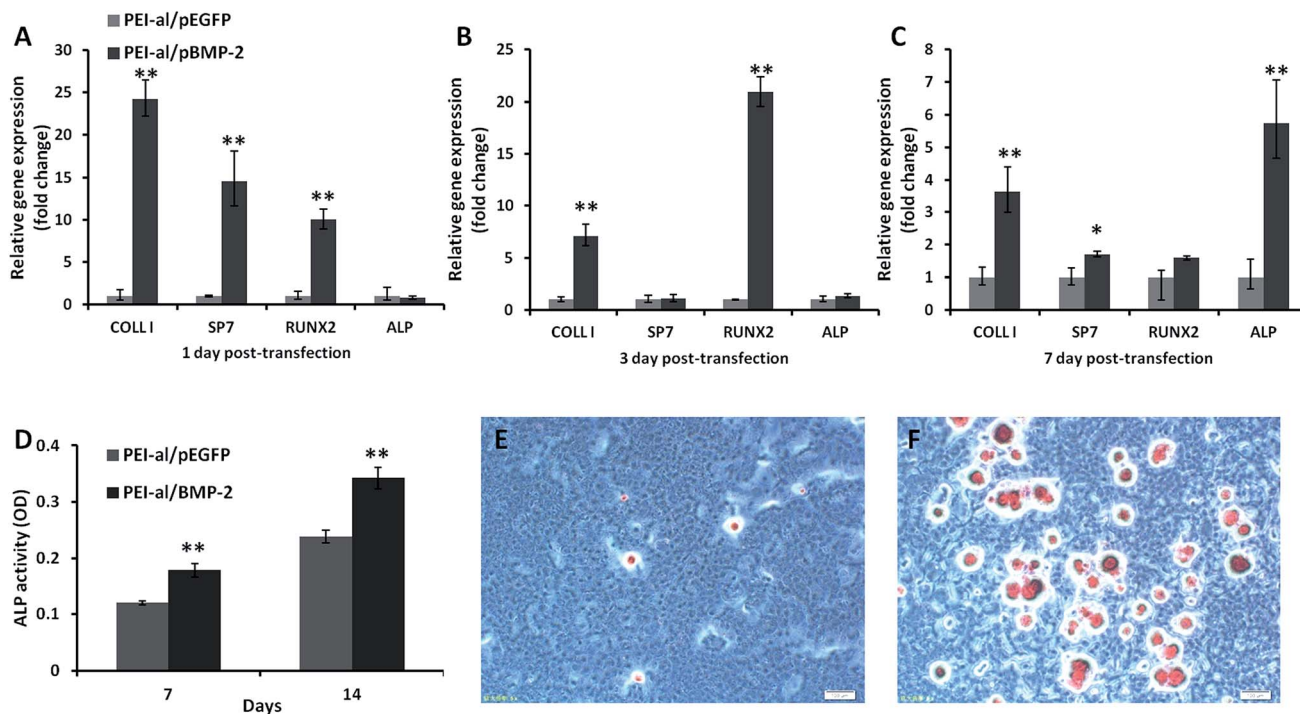 A
PEI-al/pEGFP
PEI-al/pBMP-2
Relative gene expression
(fold change)
30
25
20
15
10
5
0
**
**
**
COLL I SP7 RUNX2 ALP
1 day post-transfection
B
Relative gene expression
(fold change)
25
20
15
10
5
0
**
**
COLL I SP7 RUNX2 ALP
3 day post-transfection
C
Relative gene expression
(fold change)
8
7
6
5
4
3
2
1
0
**
*
**
COLL I SP7 RUNX2 ALP
7 day post-transfection
D
PEI-al/pEGFP
PEI-al/BMP-2
ALP activity (OD)
0.4
0.3
0.2
0.1
0
**
**
7 14
Days
E
F